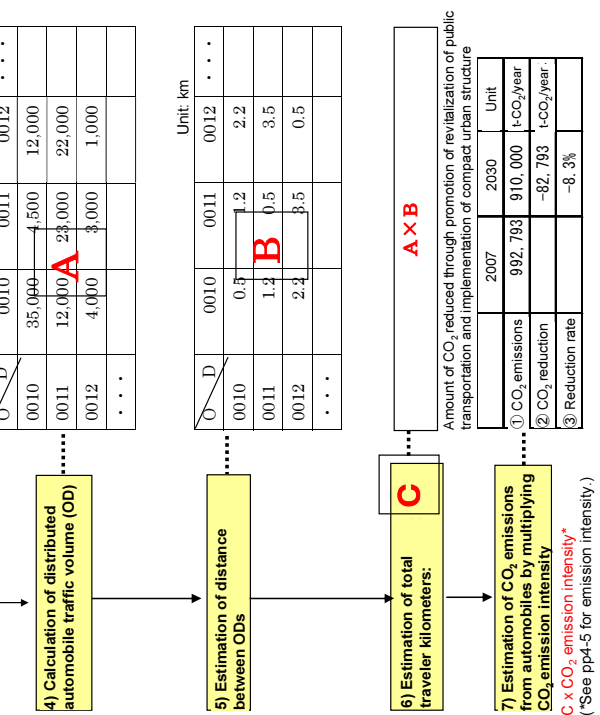 0010 0011 0012 ・・・
O D
0010 35,000 4,500 12,000
0011 12,000 23,000 22,000
0012 4,000 3,000 1,000
・・・
A
4) Calculation of distributed
automobile traffic volume (OD)
Unit: km
O D 0010 0011 0012 ・・・
0010 0.5 1.2 2.2
0011 1.2 0.5 3.5
0012 2.2 3.5 0.5
・・・
B
5) Estimation of distance
between ODs
6) Estimation of total
traveler kilometers:
C
A×B
Amount of CO2 reduced through promotion of revitalization of public
transportation and implementation of compact urban structure
2007 2030 Unit
① CO2 emissions 992,793 910,000 t-CO2/year
② CO2 reduction -82,793 t-CO2/year
③ Reduction rate -8.3%
7) Estimation of CO2 emissions
from automobiles by multiplying
CO2 emission intensity
C x CO2 emission intensity*
(*See pp4-5 for emission intensity.)